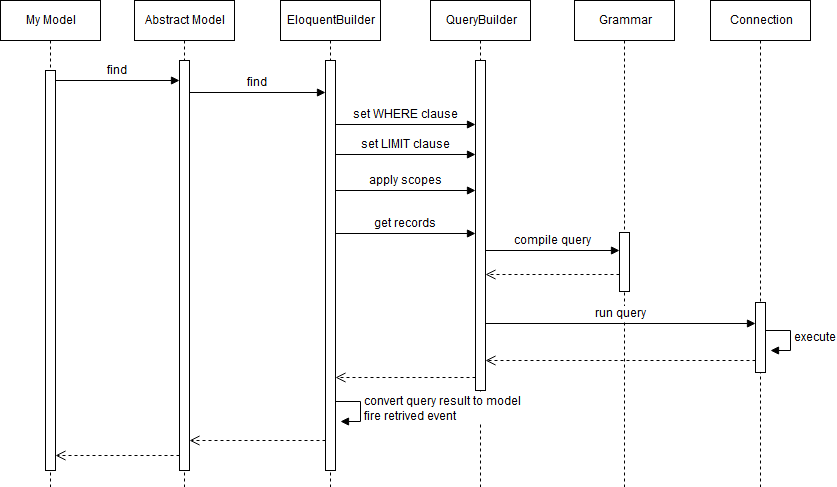 My Model
Abstract Model
EloquentBuilder
QueryBuilder
Grammar
Connection
find
find
set WHERE clause
set LIMIT clause
apply scopes
get records
compile query
run query
execute
convert query result to model
fire retrived event